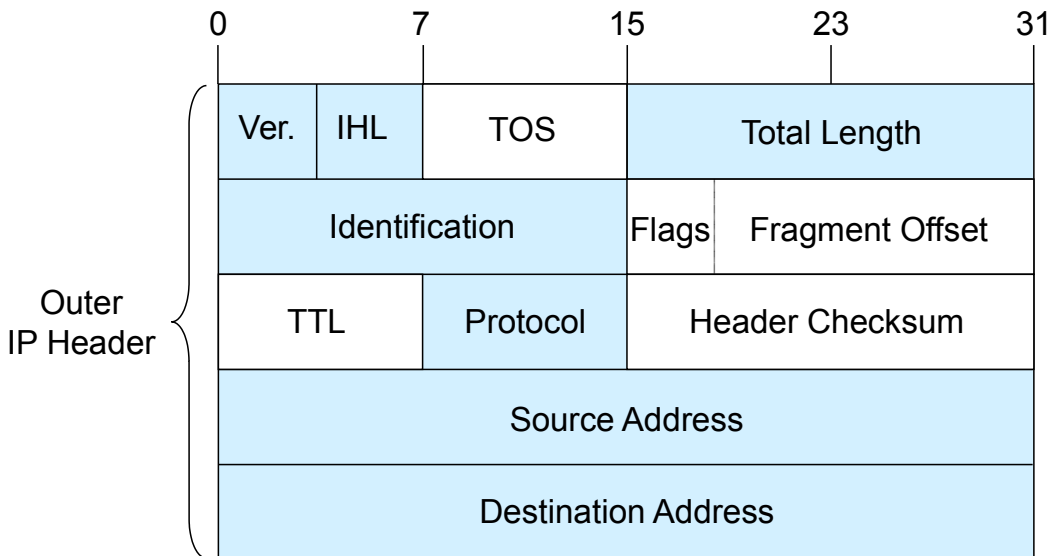 0 7 15 23 31
Ver. IHL TOS Total Length
Identification Flags Fragment Offset
Outer
IP Header
TTL Protocol Header Checksum
Source Address
Destination Address